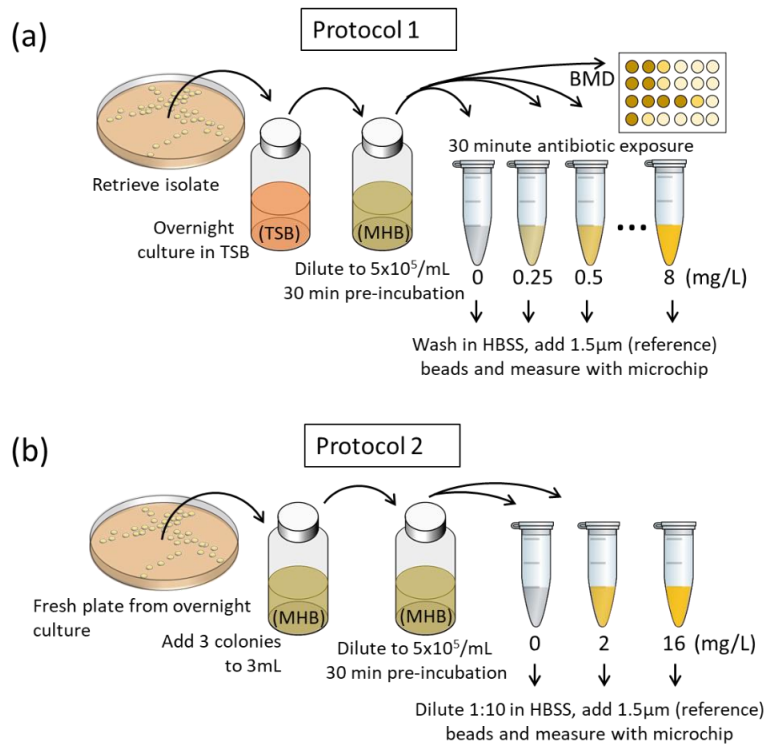 (a)
Protocol 1
BMD
30 minute antibiotic exposure
Retrieve isolate
(TSB)
(MHB)
Overnight
culture in TSB
Dilute to 5x10⁵/mL
30 min pre-incubation
0
0.25
0.5
...
8
(mg/L)
Wash in HBSS, add 1.5µm (reference)
beads and measure with microchip
(b)
Protocol 2
Fresh plate from overnight
culture
(MHB)
(MHB)
Add 3 colonies
to 3mL
Dilute to 5x10⁵/mL
30 min pre-incubation
0
2
16
(mg/L)
Dilute 1:10 in HBSS, add 1.5µm (reference)
beads and measure with microchip